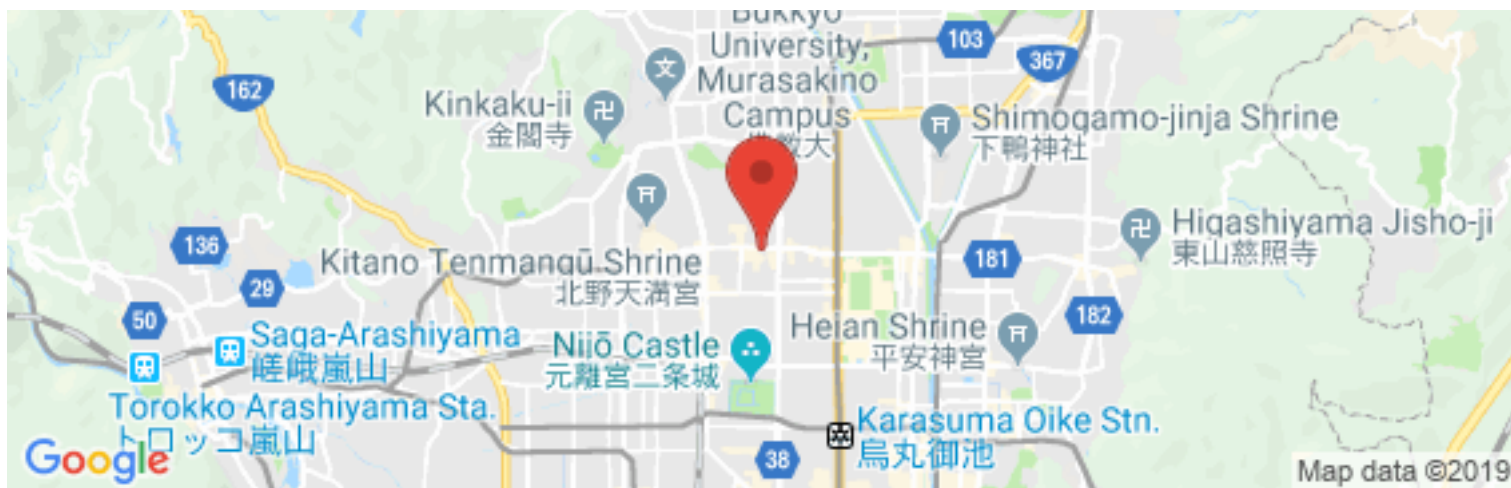 Bukkyo
University,
Murasakino
Campus
教大
162
103
367
Kinkaku-ji
金閣寺
文
Shimogamo-jinja Shrine
下鴨神社
Higashiyama Jisho-ji
東山慈照寺
136
29
50
Kitano Tenmangū Shrine
北野天満宮
181
182
Saga-Arashiyama
嵯峨嵐山
Nijō Castle
元離宮二条城
Heian Shrine
平安神宮
Torokko Arashiyama Sta.
トロッコ嵐山
Karasuma Oike Stn.
烏丸御池
38
Google
Map data ©2019